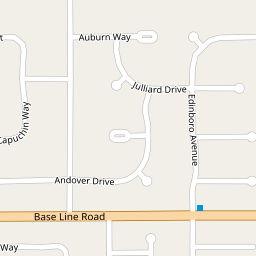 Auburn Way
Julliard Drive
Edinboro Avenue
Capuchin Way
Andover Drive
Base Line Road
Way